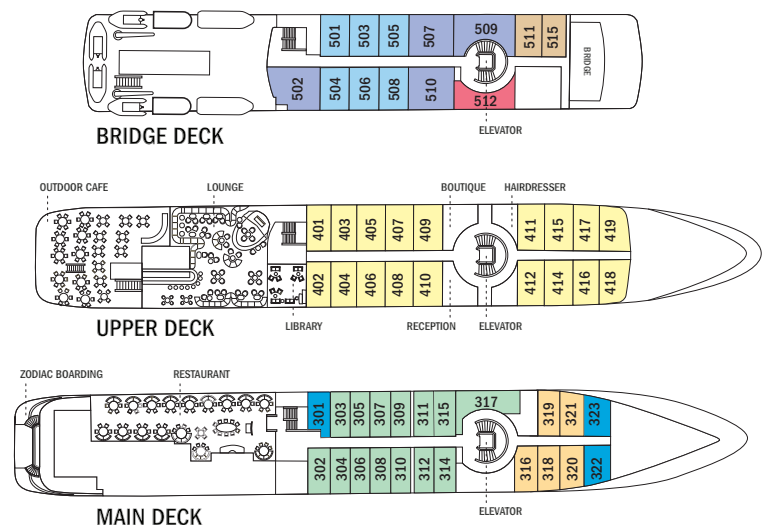 501 503 505 507 509 511 515
BRIDGE
502 504 506 508 510 512
ELEVATOR
BRIDGE DECK
OUTDOOR CAFE LOUNGE BOUTIQUE HAIRDRESSER
401 403 405 407 409 411 415 417 419
402 404 406 408 410 412 414 416 418
LIBRARY RECEPTION ELEVATOR
UPPER DECK
ZODIAC BOARDING RESTAURANT
301 303 305 307 309 311 315 317 319 321 323
302 304 306 308 310 312 314 316 318 320 322
ELEVATOR
MAIN DECK